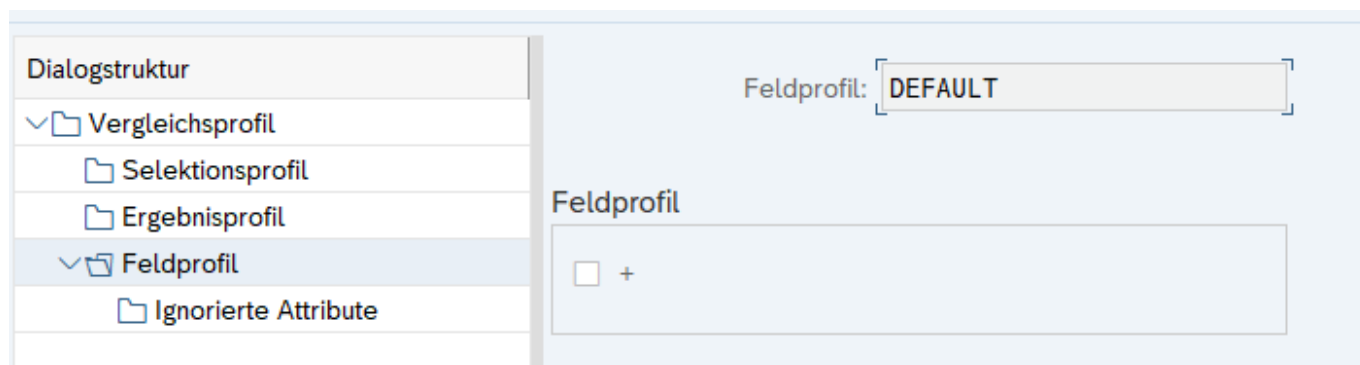 Dialogstruktur
Vergleichsprofil
Selektionsprofil
Ergebnisprofil
Feldprofil
Ignorierte Attribute
Feldprofil: DEFAULT
Feldprofil
+